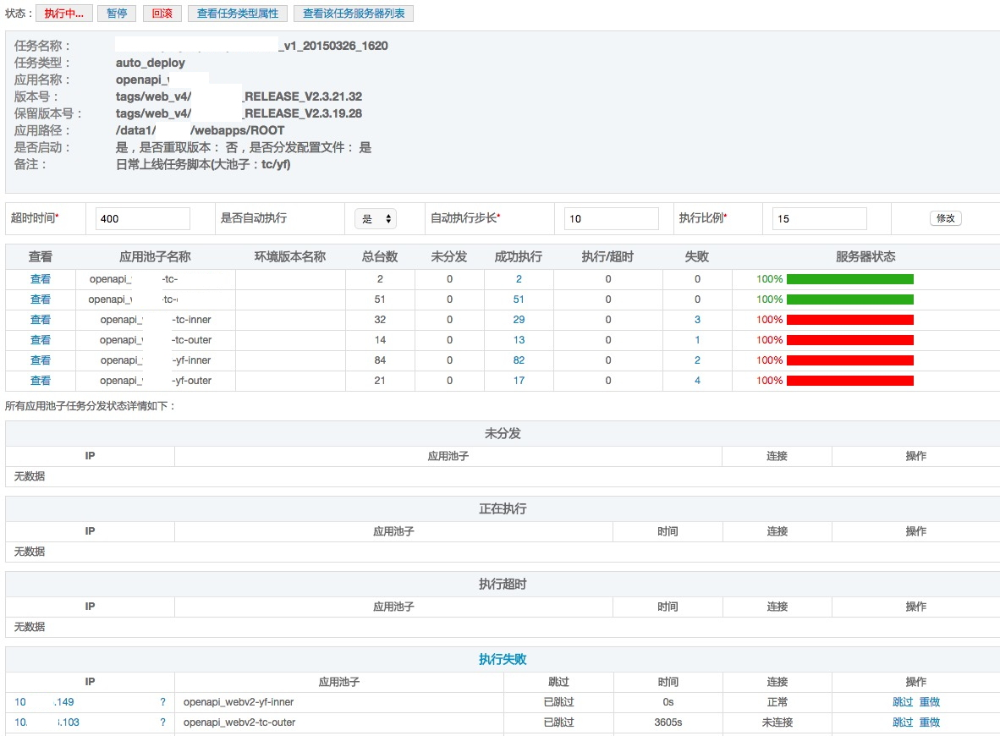 状态： 执行中... 暂停 回滚 查看任务类型属性 查看该任务服务器列表
任务名称： _v1_20150326_1620
任务类型： auto_deploy
应用名称： openapi_
版本号： tags/web_v4/ _RELEASE_V2.3.21.32
保留版本号： tags/web_v4/ _RELEASE_V2.3.19.28
应用路径： /data1/ /webapps/ROOT
是否启动： 是，是否重取版本： 否，是否分发配置文件： 是
备注： 日常上线任务脚本(大池子：tc/yf)
超时时间* 400 是否自动执行 是 自动执行步长* 10 执行比例* 15 修改
查看 应用池子名称 环境版本名称 总台数 未分发 成功执行 执行/超时 失败 服务器状态
查看 openapi_ -tc- 2 0 2 0 0 100%
查看 openapi_ -tc- 51 0 51 0 0 100%
查看 openapi_ -tc-inner 32 0 29 0 3 100%
查看 openapi_ -tc-outer 14 0 13 0 1 100%
查看 openapi_ -yf-inner 84 0 82 0 2 100%
查看 openapi_ -yf-outer 21 0 17 0 4 100%
所有应用池子任务分发状态详情如下：
未分发
IP 应用池子 连接 操作
无数据
正在执行
IP 应用池子 时间 连接 操作
无数据
执行超时
IP 应用池子 时间 连接 操作
无数据
执行失败
IP 应用池子 跳过 时间 连接 操作
10 .149 ? openapi_webv2-yf-inner 已跳过 0s 正常 跳过 重做
10. .103 ? openapi_webv2-tc-outer 已跳过 3605s 未连接 跳过 重做